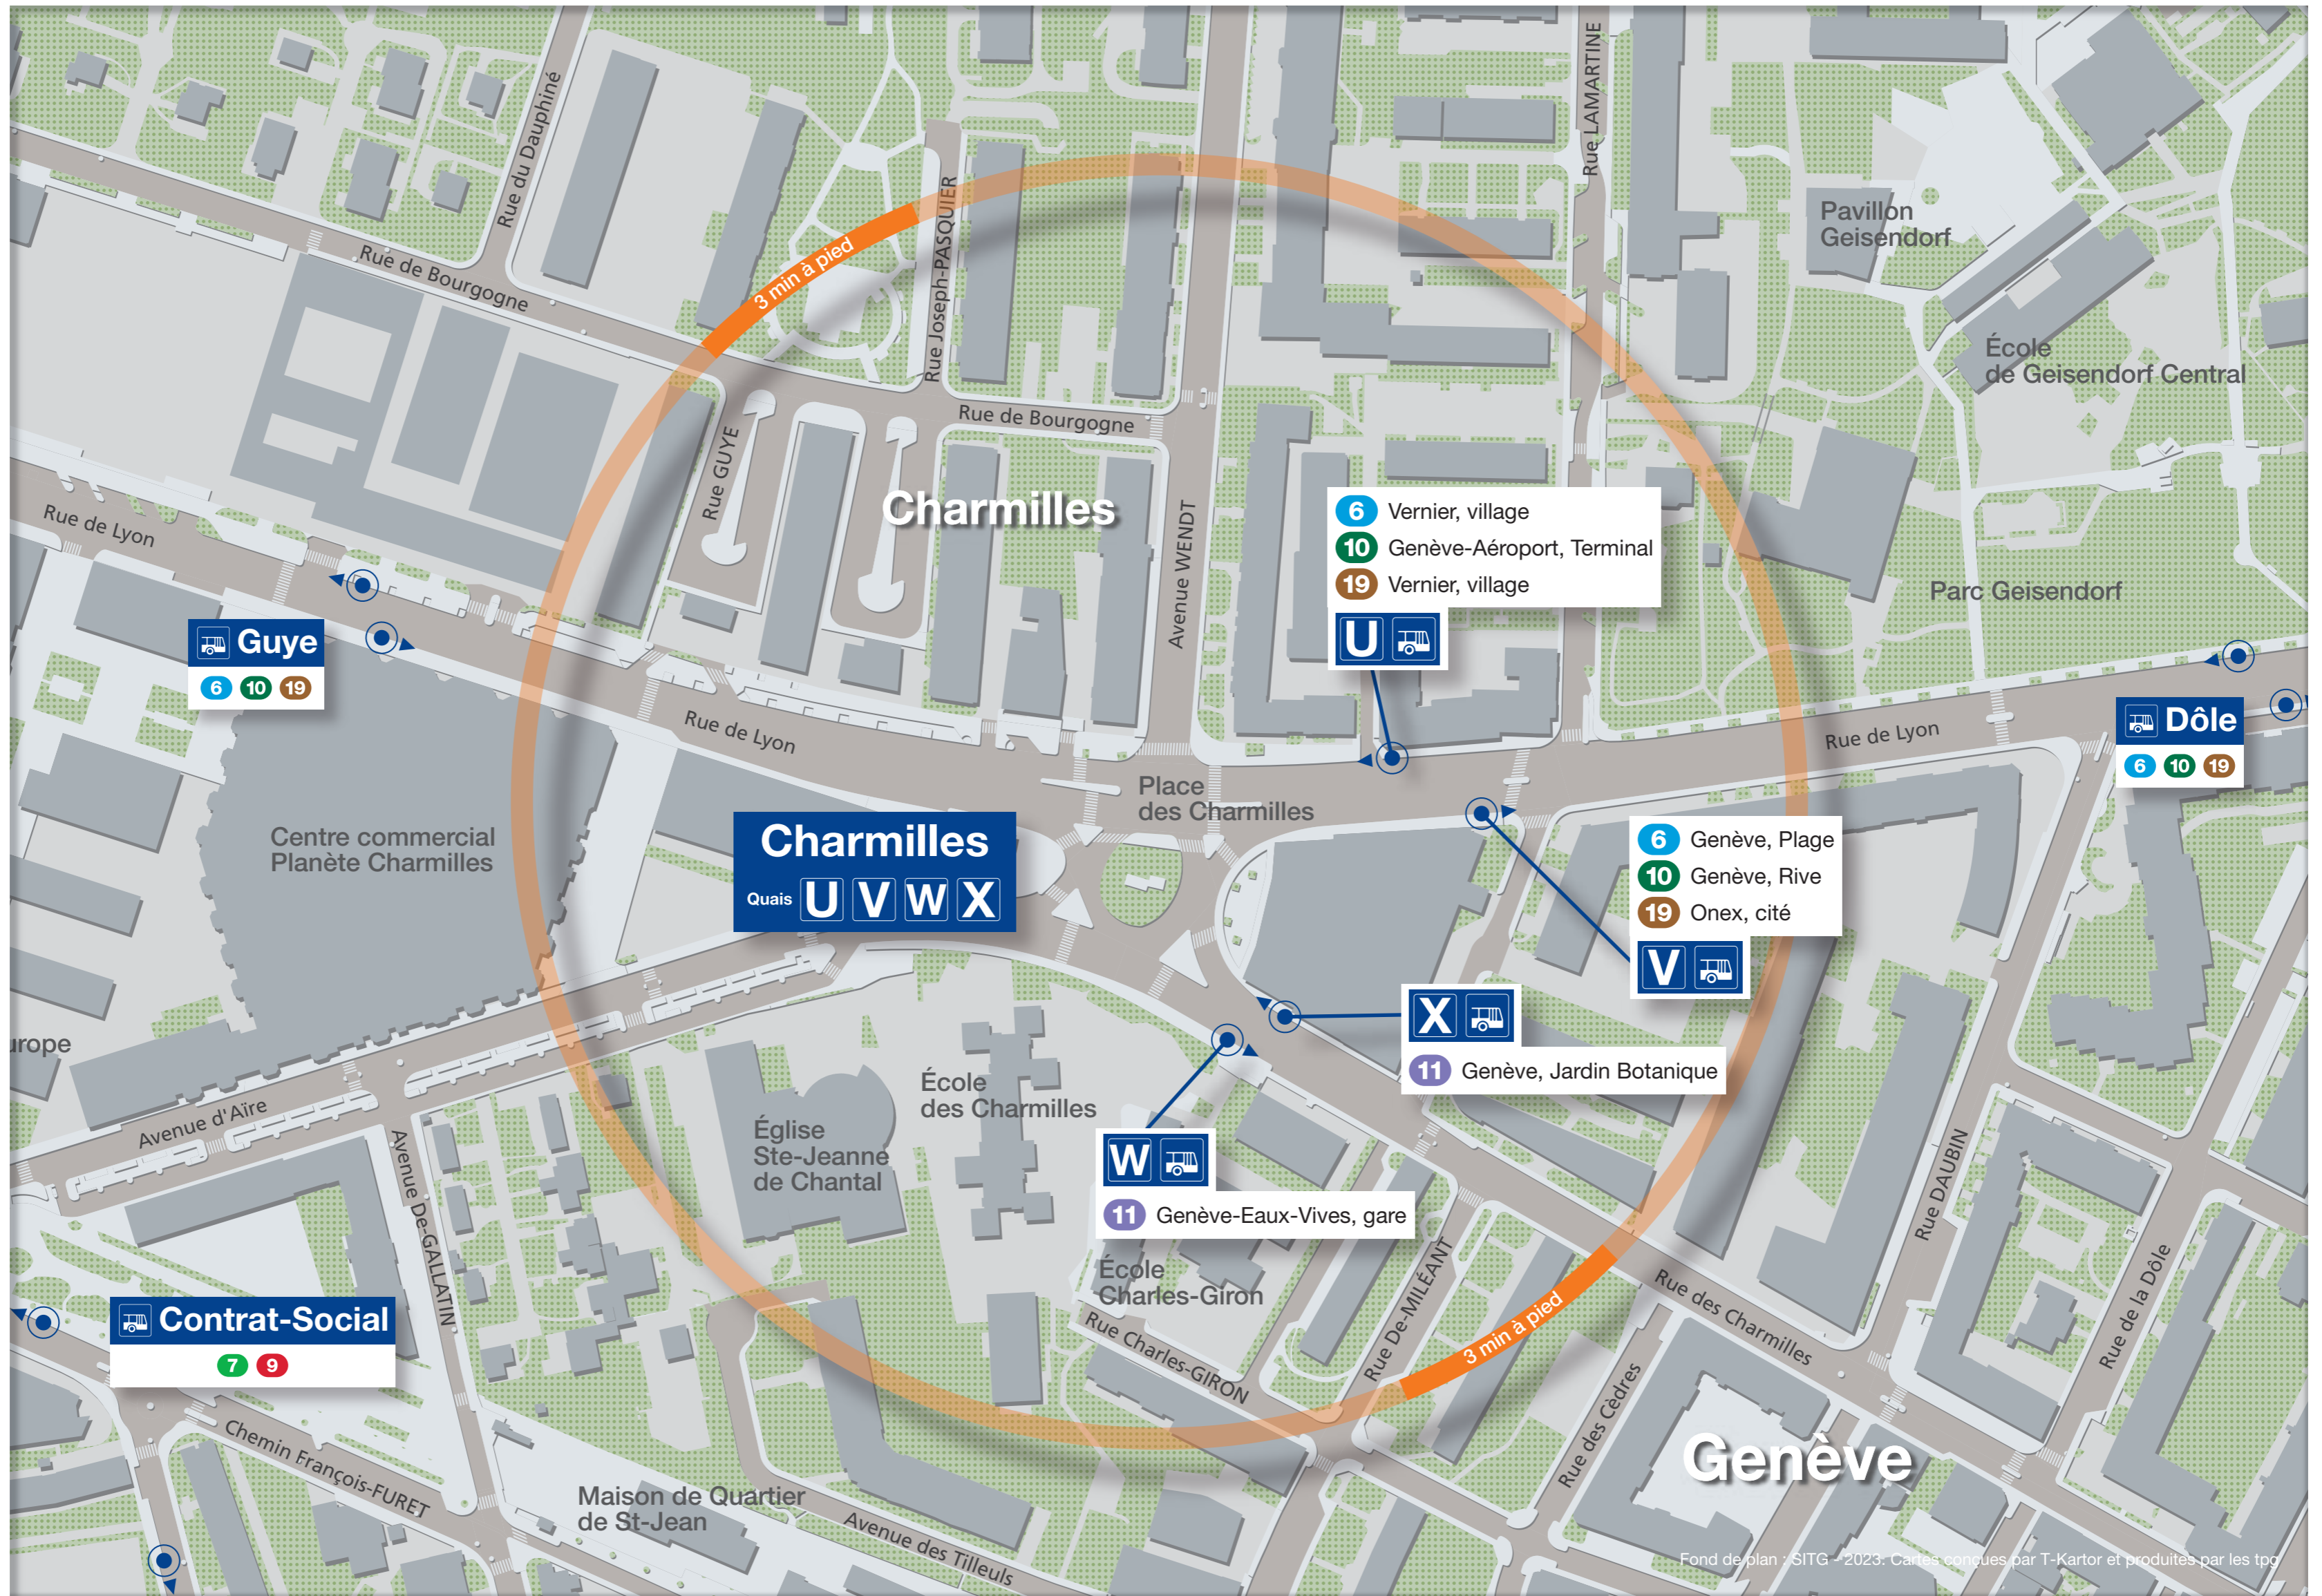 Rue du Dauphiné
Rue LAMARTINE
Rue Joseph-PASQUIER
Pavillon
Geisendorf
3 min à pied
Rue de Bourgogne
École
de Geisendorf Central
Rue de Bourgogne
Rue GUYE
Charmilles
Avenue WENDT
6 Vernier, village
10 Genève-Aéroport, Terminal
19 Vernier, village
U
Rue de Lyon
Parc Geisendorf
Guye
6 10 19
Rue de Lyon
Rue de Lyon
Dôle
6 10 19
Place
des Charmilles
Centre commercial
Planète Charmilles
Charmilles
Quais U V W X
6 Genève, Plage
10 Genève, Rive
19 Onex, cité
V
X
11 Genève, Jardin Botanique
urope
Avenue d'Aïre
École
des Charmilles
Église
Ste-Jeanne
de Chantal
W
11 Genève-Eaux-Vives, gare
Avenue De-GALLATIN
Rue DAUBIN
École
Charles-Giron
Rue De-MILÉANT
Rue des Charmilles
Rue de la Dôle
Contrat-Social
7 9
Rue Charles-GIRON
3 min à pied
Rue des Cèdres
Chemin François-FURET
Genève
Maison de Quartier
de St-Jean
Avenue des Tilleuls
Fond de plan : SITG - 2023. Cartes conçues par T-Kartor et produites par les tpg